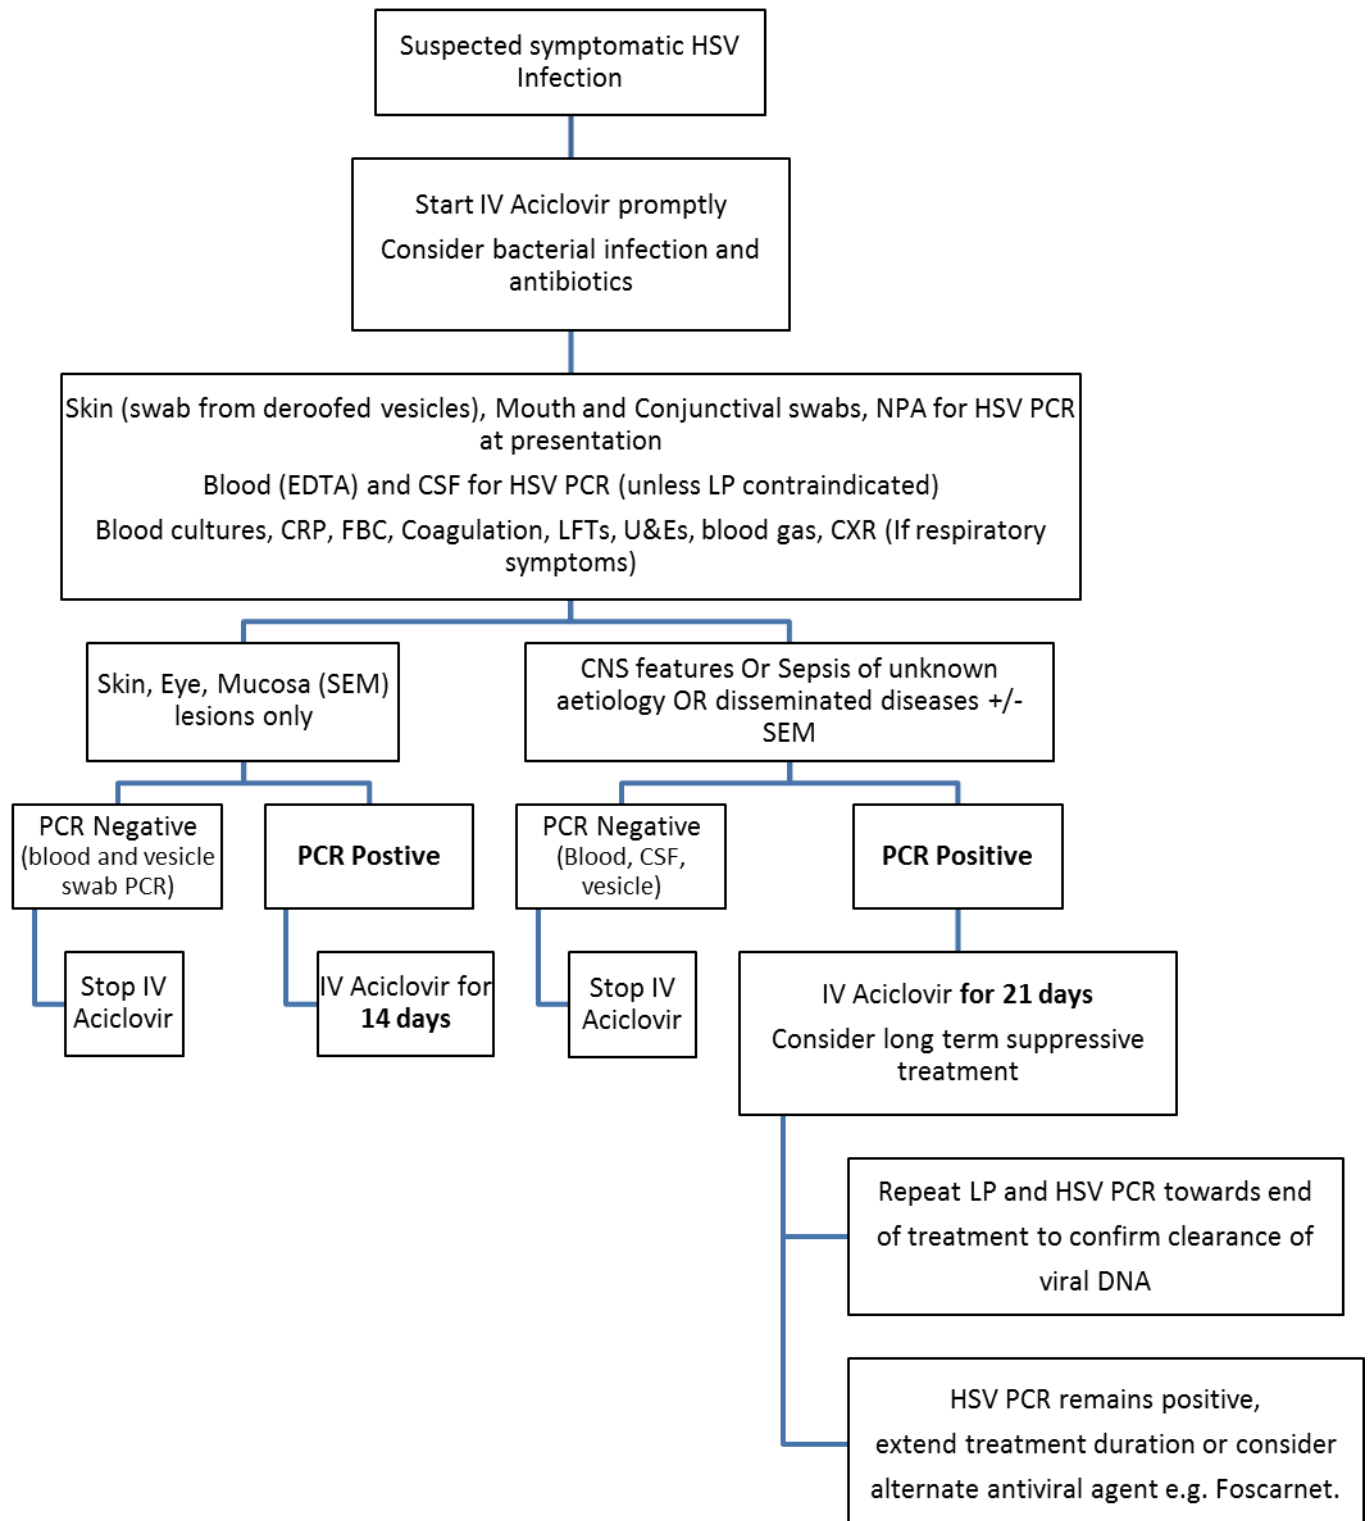 Suspected symptomatic HSV
Infection
Start IV Aciclovir promptly
Consider bacterial infection and
antibiotics
Skin (swab from deroofed vesicles), Mouth and Conjunctival swabs, NPA for HSV PCR
at presentation
Blood (EDTA) and CSF for HSV PCR (unless LP contraindicated)
Blood cultures, CRP, FBC, Coagulation, LFTs, U&Es, blood gas, CXR (If respiratory
symptoms)
Skin, Eye, Mucosa (SEM)
lesions only
CNS features Or Sepsis of unknown
aetiology OR disseminated diseases +/-
SEM
PCR Negative
(blood and vesicle
swab PCR)
PCR Postive
PCR Negative
(Blood, CSF,
vesicle)
PCR Positive
Stop IV
Aciclovir
IV Aciclovir for
14 days
Stop IV
Aciclovir
IV Aciclovir for 21 days
Consider long term suppressive
treatment
Repeat LP and HSV PCR towards end
of treatment to confirm clearance of
viral DNA
HSV PCR remains positive,
extend treatment duration or consider
alternate antiviral agent e.g. Foscarnet.